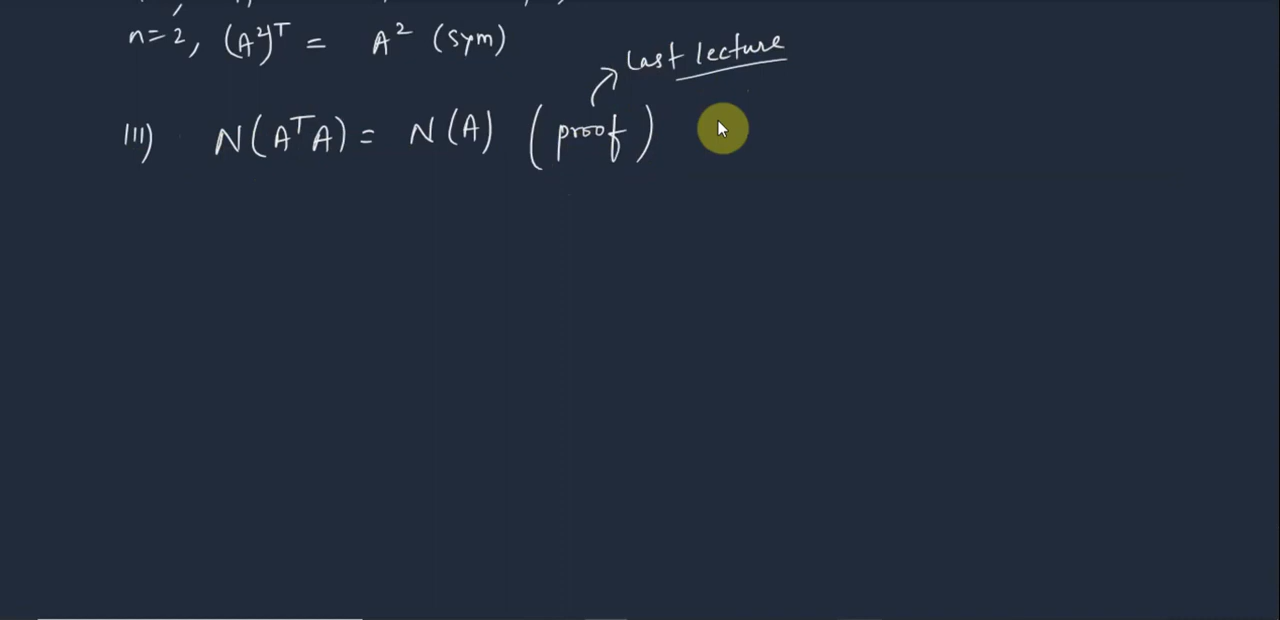 n=2, (A²)ᵀ = A² (sym)
Last lecture
III) N(AᵀA) = N(A) (proof)